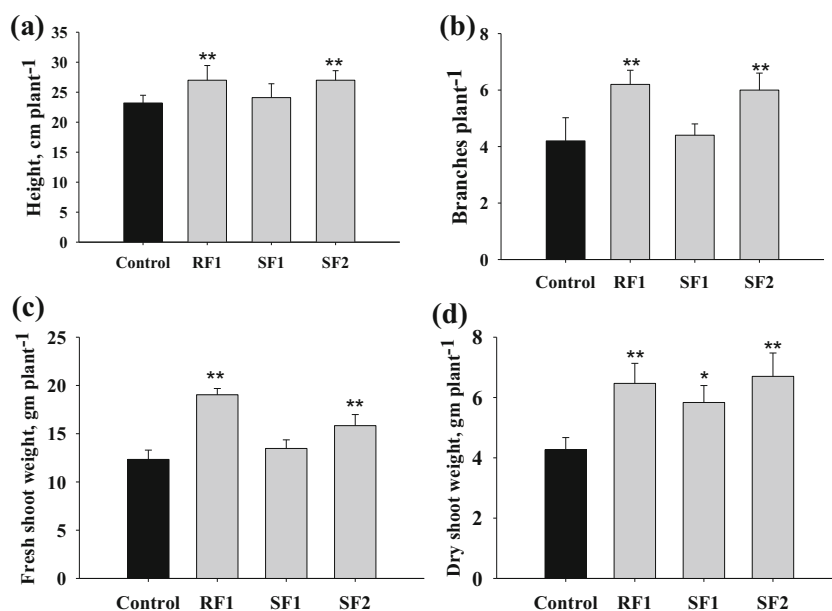 (a)
Height, cm plant-1
35
30
25
20
15
10
5
0
**
**
Control RF1 SF1 SF2
(b)
Branches plant-1
8
6
4
2
0
**
**
Control RF1 SF1 SF2
(c)
Fresh shoot weight, gm plant-1
25
20
15
10
5
0
**
**
Control RF1 SF1 SF2
(d)
Dry shoot weight, gm plant-1
8
6
4
2
0
**
*
**
Control RF1 SF1 SF2